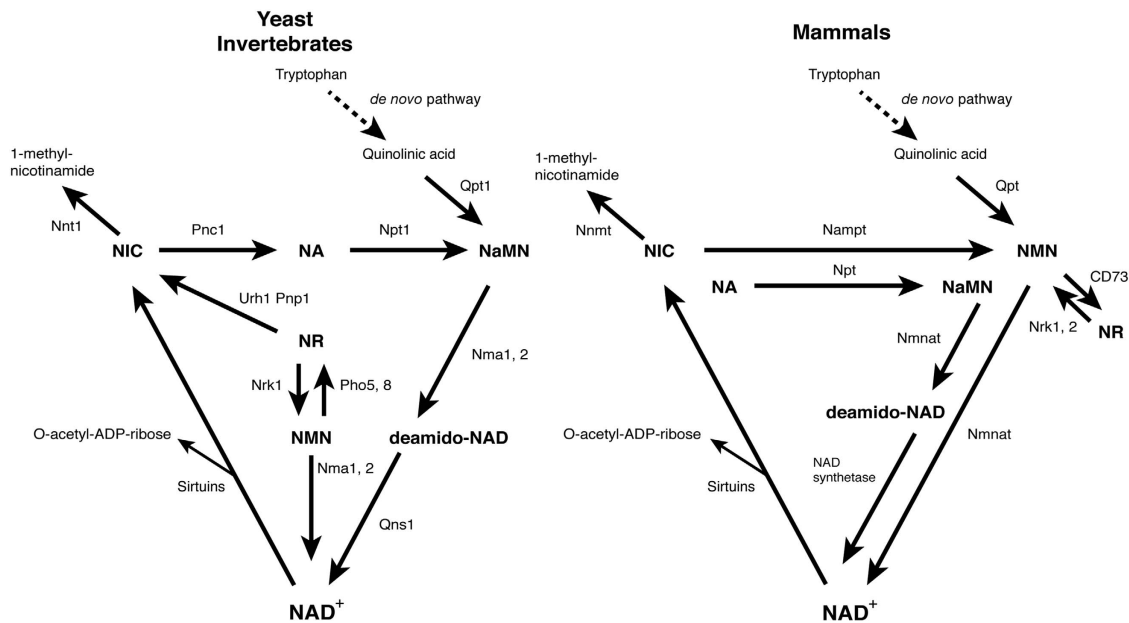 Yeast
Invertebrates
Tryptophan
de novo pathway
Quinolinic acid
1-methyl-
nicotinamide
Qpt1
Nnt1
Pnc1
Npt1
NIC
NA
NaMN
Urh1 Pnp1
NR
Nma1, 2
Nrk1
Pho5, 8
NMN
deamido-NAD
O-acetyl-ADP-ribose
Nma1, 2
Sirtuins
Qns1
NAD+
Mammals
Tryptophan
de novo pathway
Quinolinic acid
1-methyl-
nicotinamide
Qpt
Nnmt
Nampt
NIC
NMN
Npt
CD73
NA
NaMN
Nrk1, 2
NR
Nmnat
deamido-NAD
O-acetyl-ADP-ribose
Nmnat
NAD
synthetase
Sirtuins
NAD+